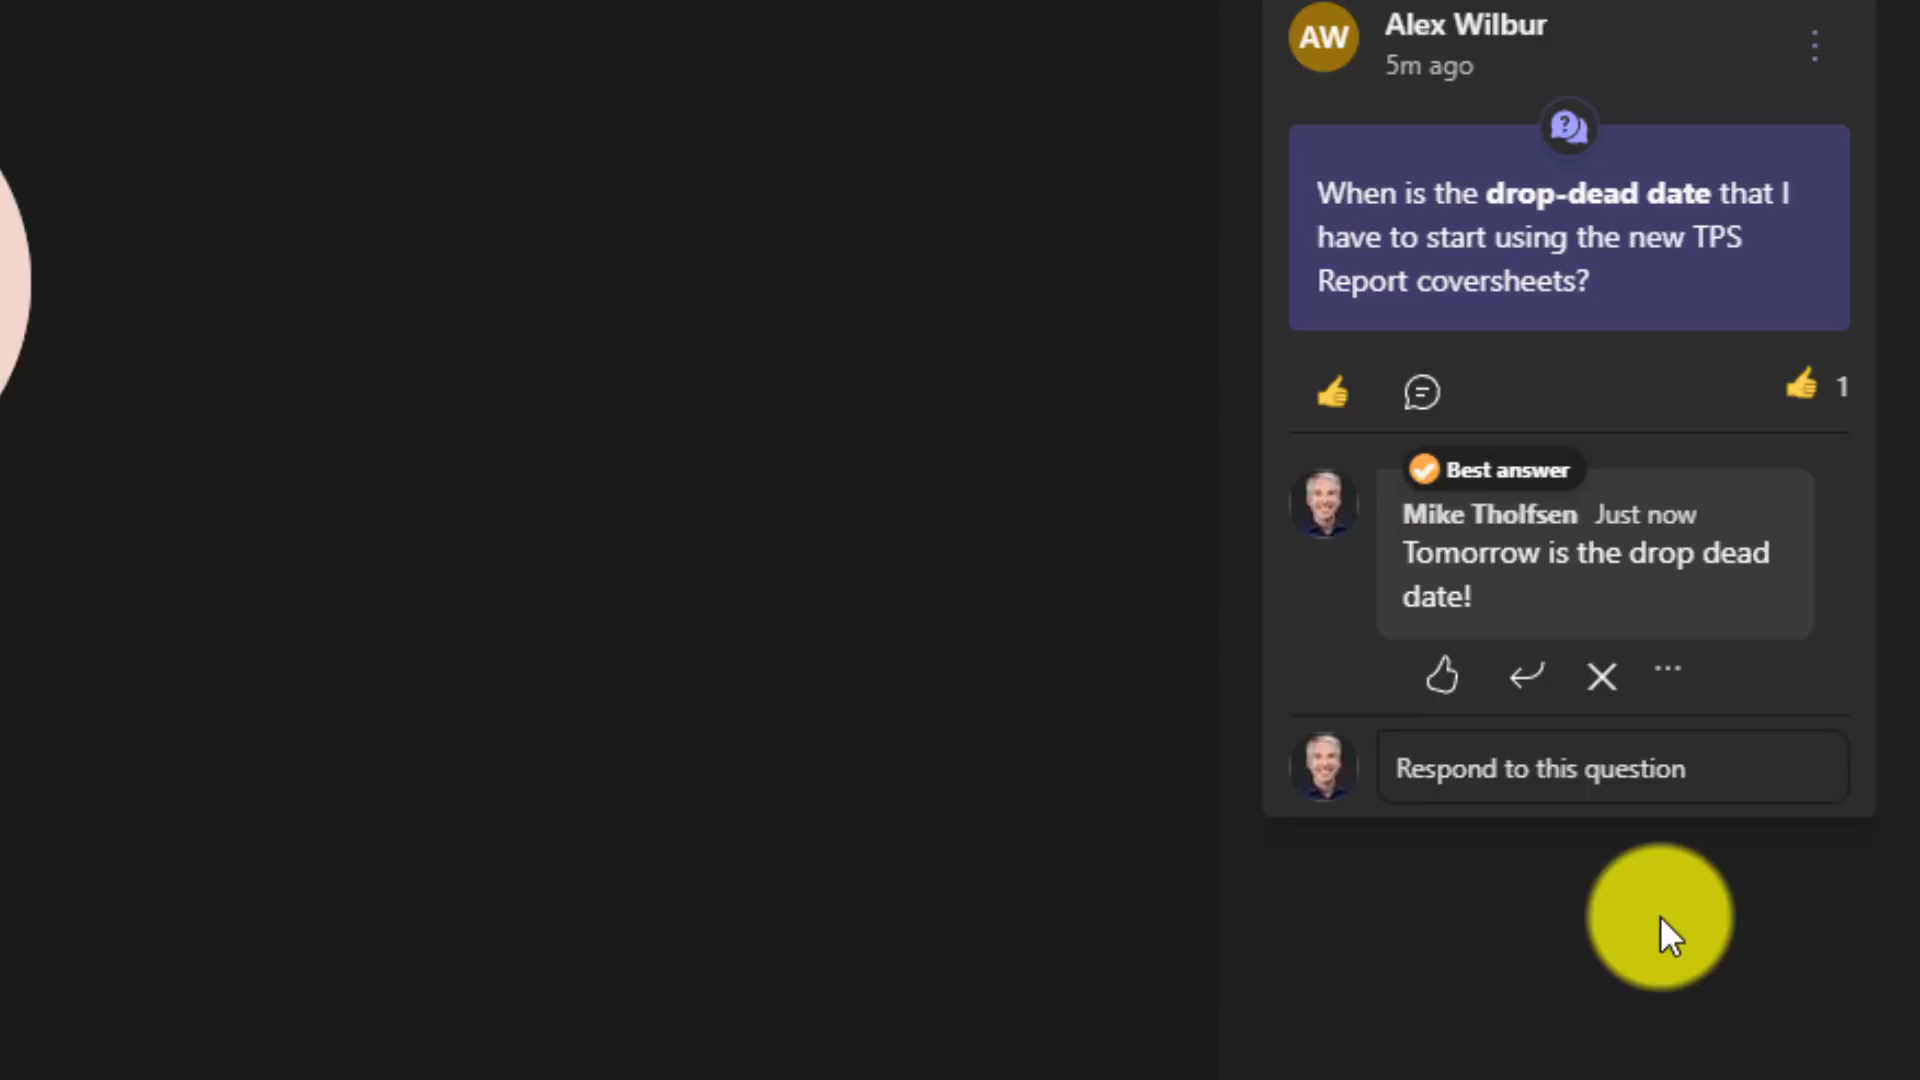 AW
Alex Wilbur
5m ago
?
When is the drop-dead date that I
have to start using the new TPS
Report coversheets?
1
Best answer
Mike Tholfsen Just now
Tomorrow is the drop dead
date!
Respond to this question